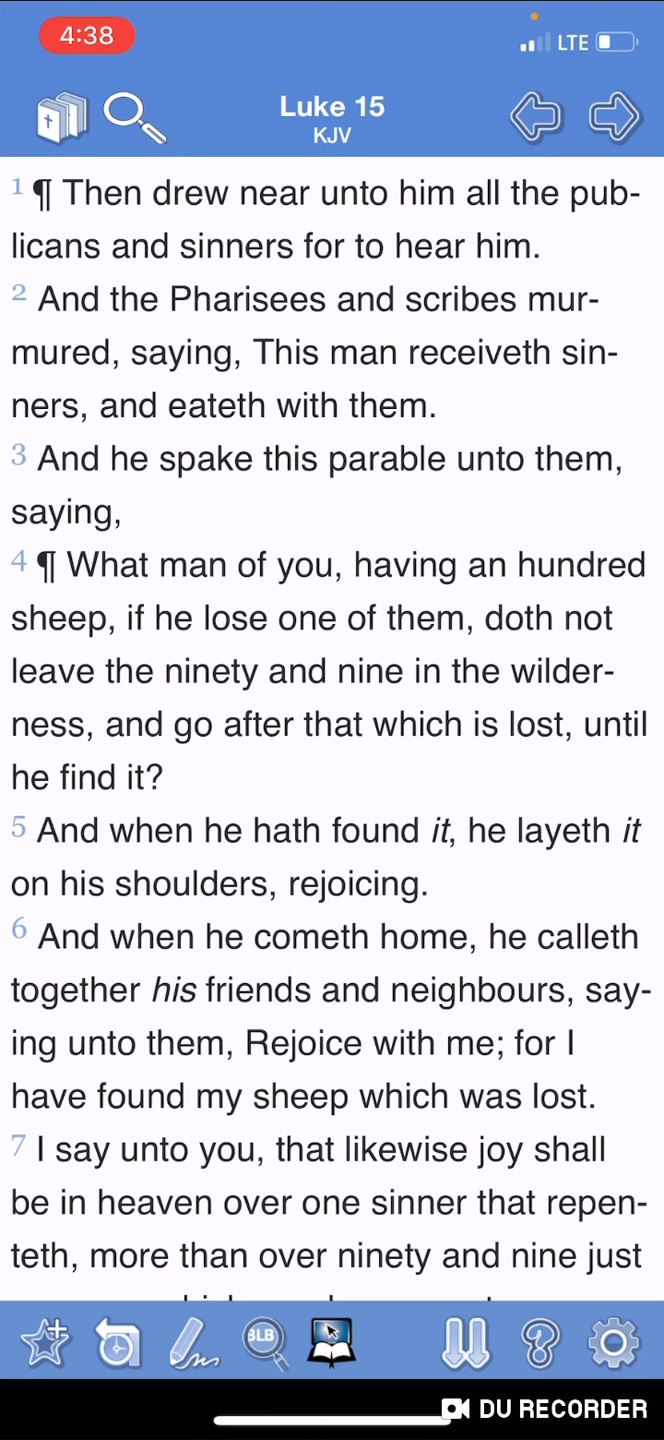 4:38
LTE
Luke 15
KJV
1 ¶ Then drew near unto him all the pub-
licans and sinners for to hear him.
2 And the Pharisees and scribes mur-
mured, saying, This man receiveth sin-
ners, and eateth with them.
3 And he spake this parable unto them,
saying,
4 ¶ What man of you, having an hundred
sheep, if he lose one of them, doth not
leave the ninety and nine in the wilder-
ness, and go after that which is lost, until
he find it?
5 And when he hath found it, he layeth it
on his shoulders, rejoicing.
6 And when he cometh home, he calleth
together his friends and neighbours, say-
ing unto them, Rejoice with me; for I
have found my sheep which was lost.
7 I say unto you, that likewise joy shall
be in heaven over one sinner that repen-
teth, more than over ninety and nine just
BLB
DU RECORDER